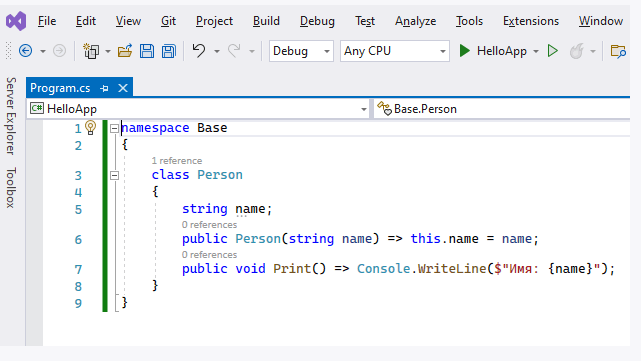 File Edit View Git Project Build Debug Test Analyze Tools Extensions Window
Debug Any CPU HelloApp
Program.cs
C# HelloApp Base.Person
Server Explorer
Toolbox
1 namespace Base
2 {
1 reference
3 class Person
4 {
5 string name;
0 references
6 public Person(string name) => this.name = name;
0 references
7 public void Print() => Console.WriteLine($"Имя: {name}");
8 }
9 }